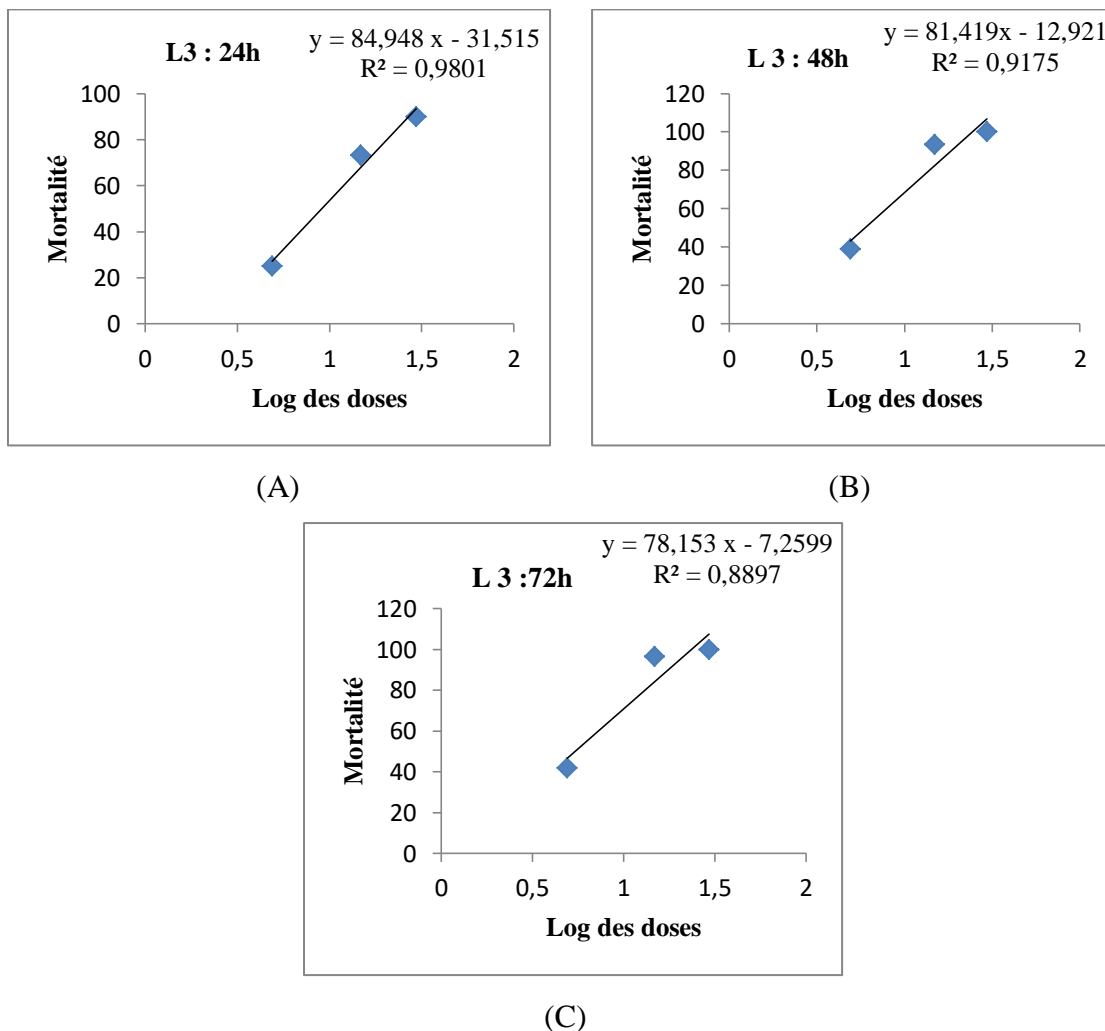 L3 : 24h
y = 84,948 x - 31,515
R² = 0,9801
100
80
60
40
20
0
Mortalité
0 0,5 1 1,5 2
Log des doses
(A)
L 3 : 48h
y = 81,419x - 12,921
R² = 0,9175
120
100
80
60
40
20
0
Mortalité
0 0,5 1 1,5 2
Log des doses
(B)
L 3 :72h
y = 78,153 x - 7,2599
R² = 0,8897
120
100
80
60
40
20
0
Mortalité
0 0,5 1 1,5 2
Log des doses
(C)